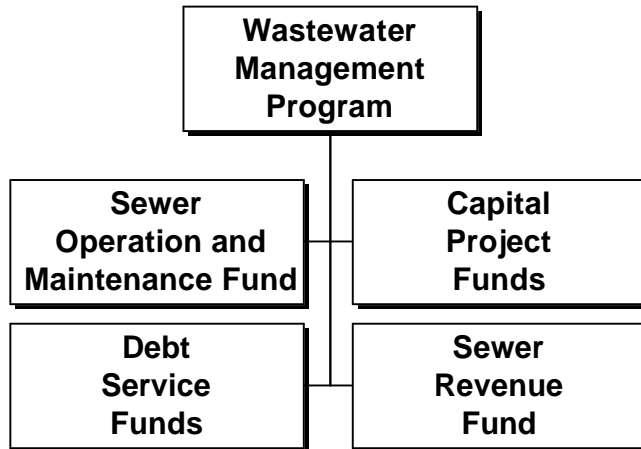 Wastewater
Management
Program
Sewer
Operation and
Maintenance Fund
Capital
Project
Funds
Debt
Service
Funds
Sewer
Revenue
Fund